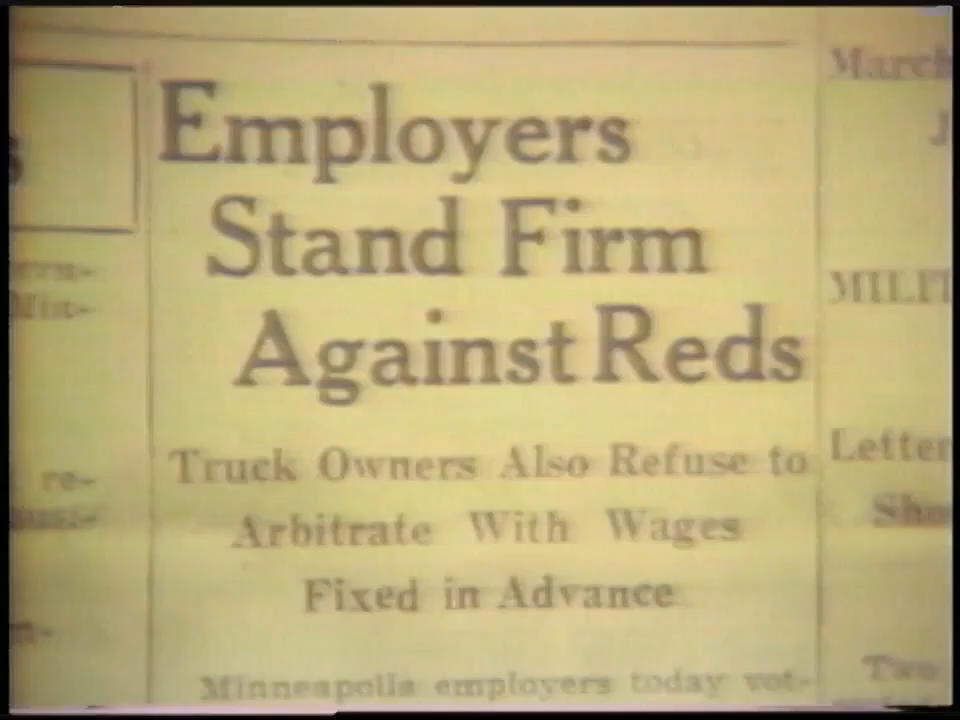 Employers
Stand Firm
Against Reds
Truck Owners Also Refuse to
Arbitrate With Wages
Fixed in Advance
Minneapolis employers today vot-
re-
March
J
MILIT
Letter
Sho
Two